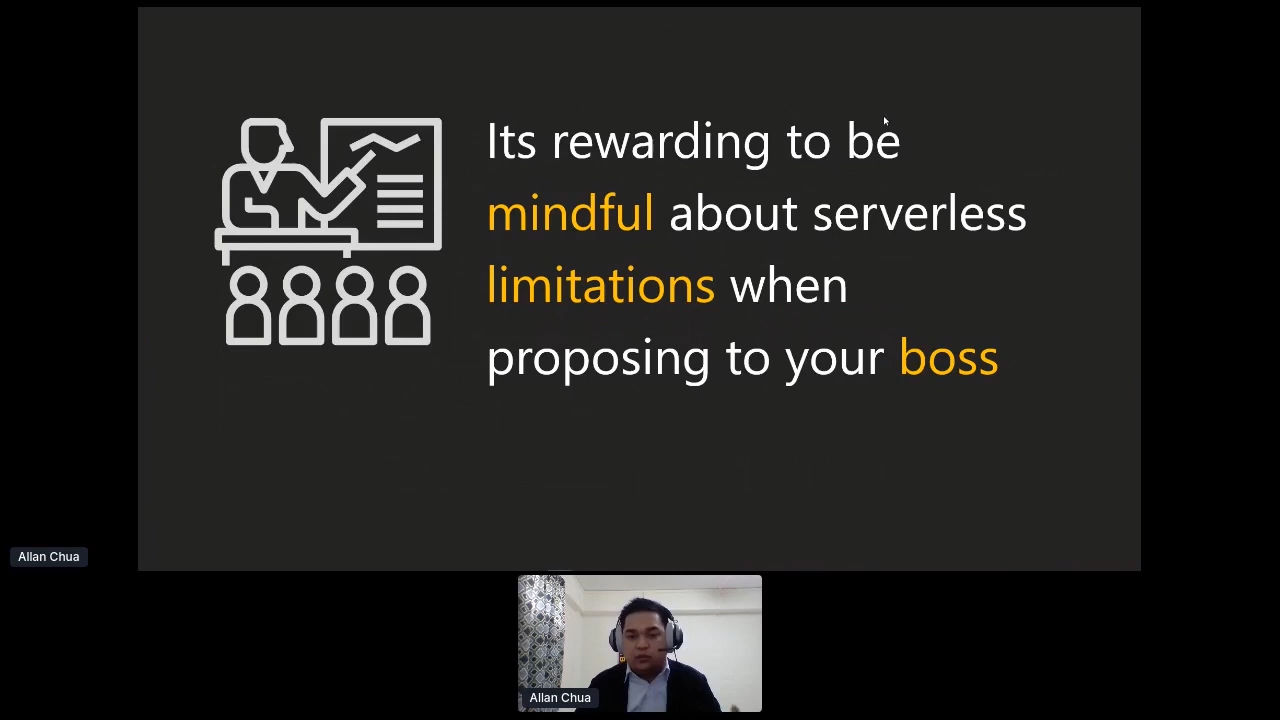 Its rewarding to be
mindful about serverless
limitations when
proposing to your boss
Allan Chua
Allan Chua